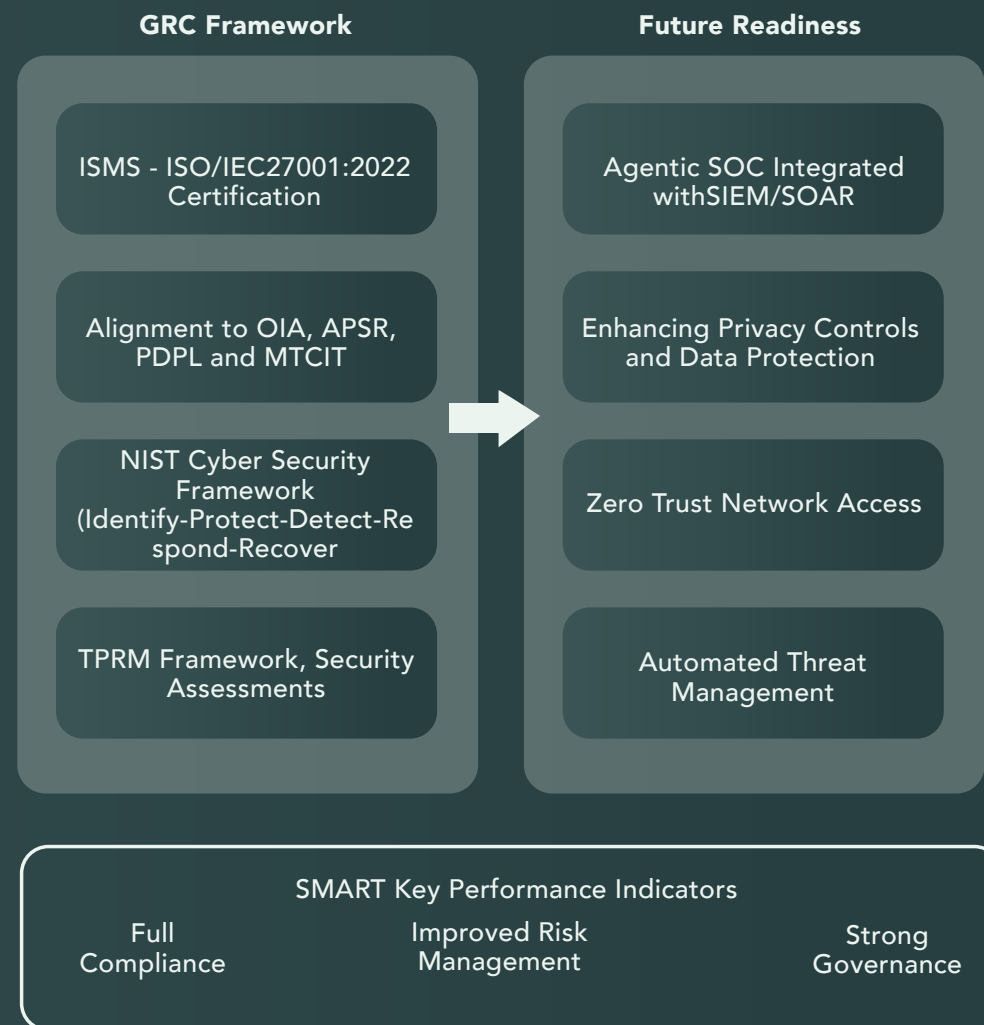 GRC Framework
ISMS - ISO/IEC27001:2022
Certification
Alignment to OIA, APSR,
PDPL and MTCIT
NIST Cyber Security
Framework
(Identify-Protect-Detect-Re
spond-Recover
TPRM Framework, Security
Assessments
Future Readiness
Agentic SOC Integrated
withSIEM/SOAR
Enhancing Privacy Controls
and Data Protection
Zero Trust Network Access
Automated Threat
Management
SMART Key Performance Indicators
Full
Compliance
Improved Risk
Management
Strong
Governance